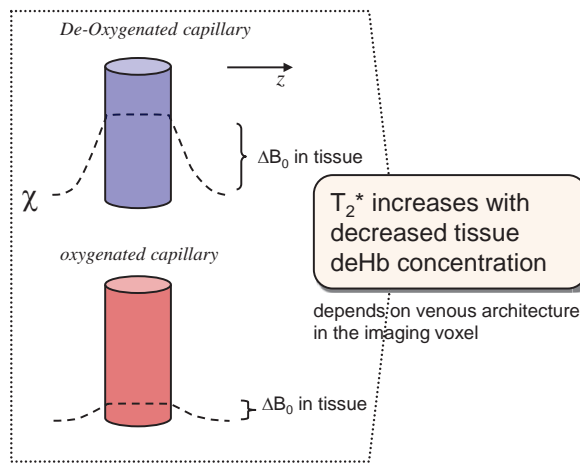 De-Oxygenated capillary
z
ΔB₀ in tissue
χ
T₂* increases with
decreased tissue
deHb concentration
oxygenated capillary
depends on venous architecture
in the imaging voxel
ΔB₀ in tissue